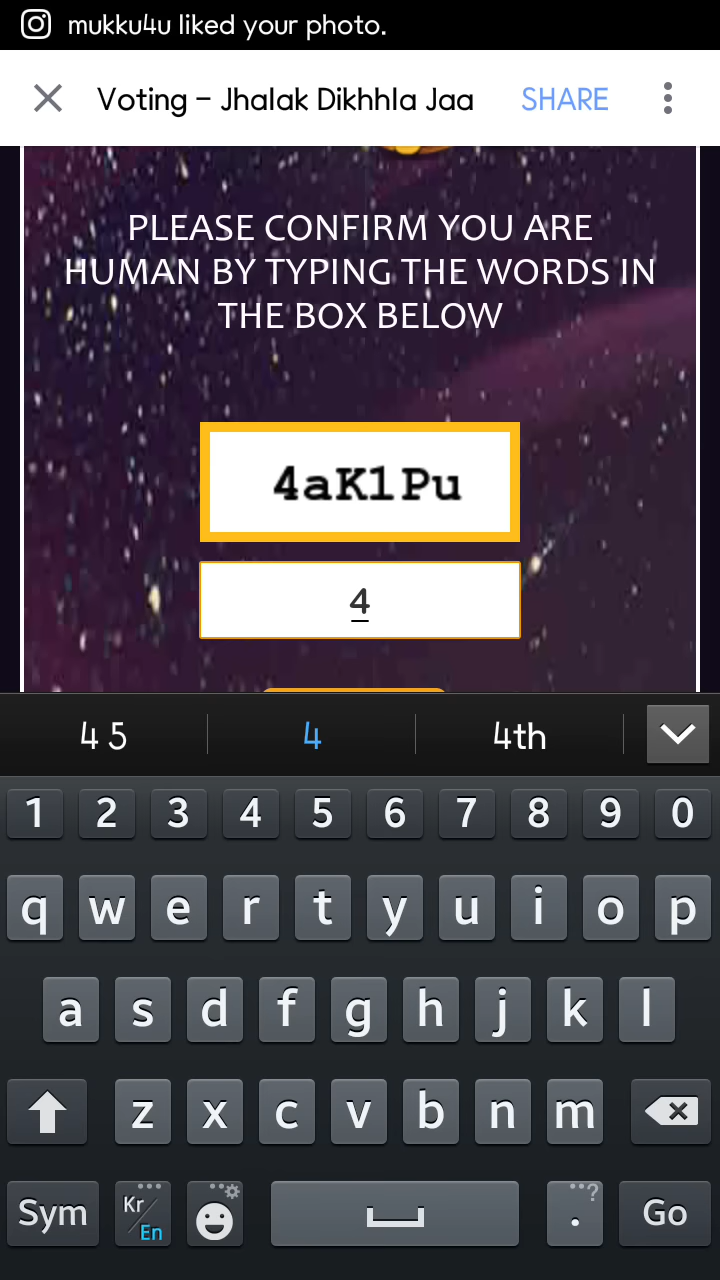 mukku4u liked your photo.
Voting – Jhalak Dikhhla Jaa SHARE
PLEASE CONFIRM YOU ARE
HUMAN BY TYPING THE WORDS IN
THE BOX BELOW
4aK1Pu
4
4 5 4 4th
1 2 3 4 5 6 7 8 9 0
q w e r t y u i o p
a s d f g h j k l
z x c v b n m
Sym Kr/En . ? Go